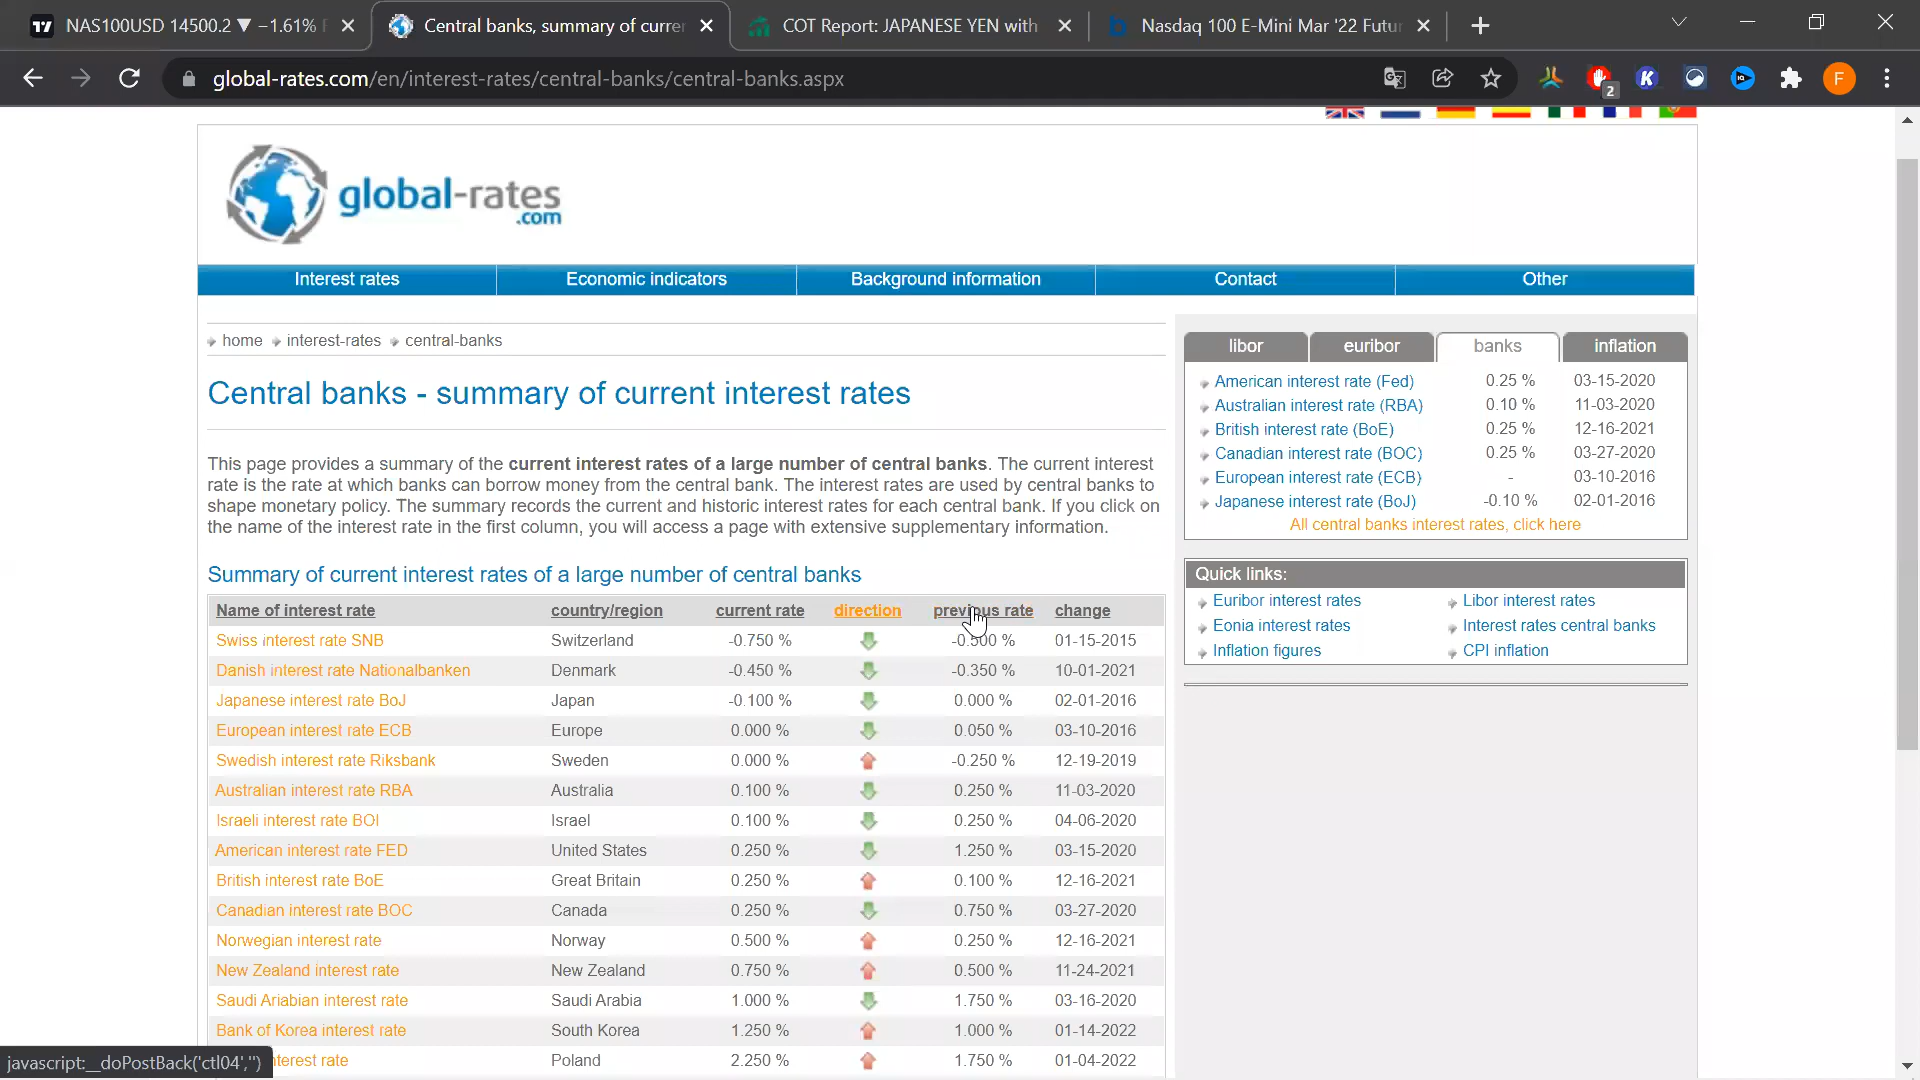 NAS100USD 14500.2 ▼ −1.61%
Central banks, summary of curre
COT Report: JAPANESE YEN with
Nasdaq 100 E-Mini Mar '22 Futur
global-rates.com/en/interest-rates/central-banks/central-banks.aspx
2
K
F
global-rates
.com
Interest rates
Economic indicators
Background information
Contact
Other
home interest-rates central-banks
Central banks - summary of current interest rates
This page provides a summary of the current interest rates of a large number of central banks. The current interest
rate is the rate at which banks can borrow money from the central bank. The interest rates are used by central banks to
shape monetary policy. The summary records the current and historic interest rates for each central bank. If you click on
the name of the interest rate in the first column, you will access a page with extensive supplementary information.
Summary of current interest rates of a large number of central banks
Name of interest rate country/region current rate direction previous rate change
Swiss interest rate SNB Switzerland -0.750 % -0.500 % 01-15-2015
Danish interest rate Nationalbanken Denmark -0.450 % -0.350 % 10-01-2021
Japanese interest rate BoJ Japan -0.100 % 0.000 % 02-01-2016
European interest rate ECB Europe 0.000 % 0.050 % 03-10-2016
Swedish interest rate Riksbank Sweden 0.000 % -0.250 % 12-19-2019
Australian interest rate RBA Australia 0.100 % 0.250 % 11-03-2020
Israeli interest rate BOI Israel 0.100 % 0.250 % 04-06-2020
American interest rate FED United States 0.250 % 1.250 % 03-15-2020
British interest rate BoE Great Britain 0.250 % 0.100 % 12-16-2021
Canadian interest rate BOC Canada 0.250 % 0.750 % 03-27-2020
Norwegian interest rate Norway 0.500 % 0.250 % 12-16-2021
New Zealand interest rate New Zealand 0.750 % 0.500 % 11-24-2021
Saudi Ariabian interest rate Saudi Arabia 1.000 % 1.750 % 03-16-2020
Bank of Korea interest rate South Korea 1.250 % 1.000 % 01-14-2022
interest rate Poland 2.250 % 1.750 % 01-04-2022
libor euribor banks inflation
American interest rate (Fed) 0.25 % 03-15-2020
Australian interest rate (RBA) 0.10 % 11-03-2020
British interest rate (BoE) 0.25 % 12-16-2021
Canadian interest rate (BOC) 0.25 % 03-27-2020
European interest rate (ECB) - 03-10-2016
Japanese interest rate (BoJ) -0.10 % 02-01-2016
All central banks interest rates, click here
Quick links:
Euribor interest rates Libor interest rates
Eonia interest rates Interest rates central banks
Inflation figures CPI inflation
javascript:__doPostBack('ctl04','')